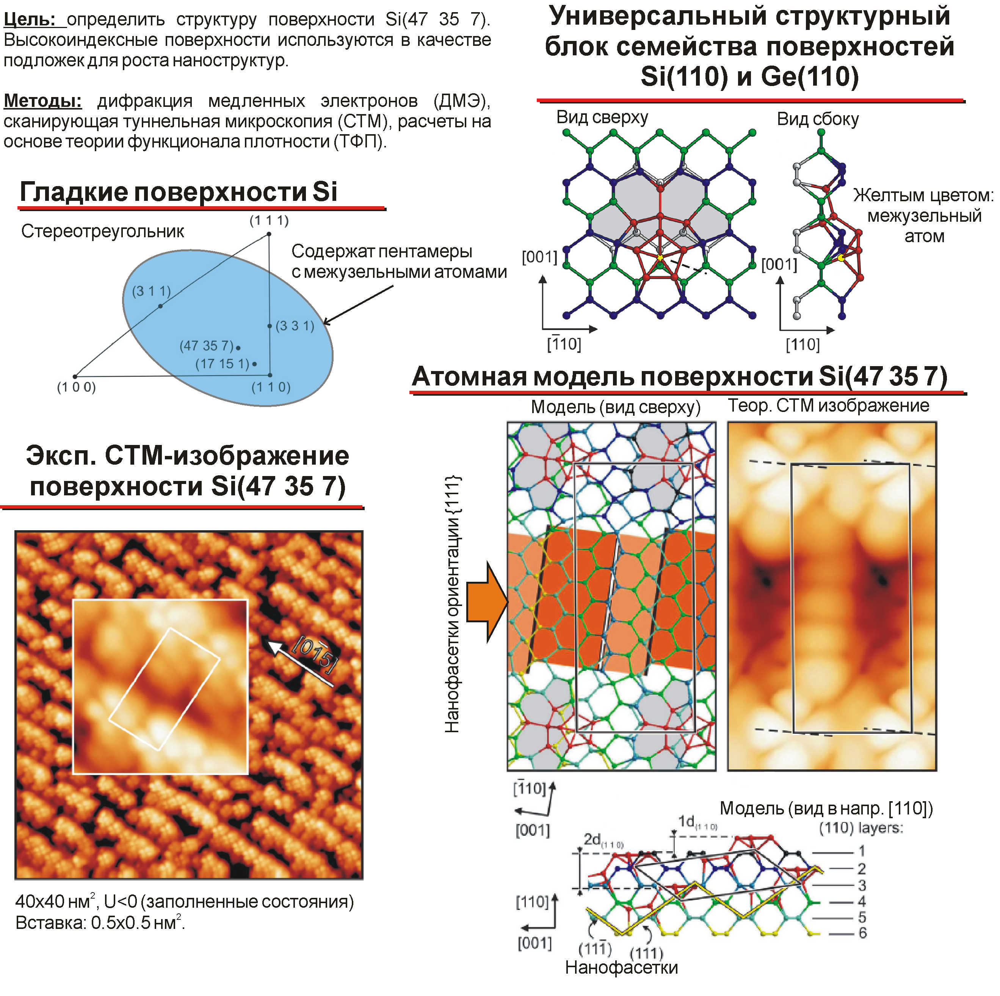 Цель: определить структуру поверхности Si(47 35 7).
Высокоиндексные поверхности используются в качестве
подложек для роста наноструктур.
Методы: дифракция медленных электронов (ДМЭ),
сканирующая туннельная микроскопия (СТМ), расчеты на
основе теории функционала плотности (ТФП).
Гладкие поверхности Si
Стереотреугольник
(1 1 1)
Содержат пентамеры
с межузельными атомами
(3 1 1)
(3 3 1)
(47 35 7)
(17 15 1)
(1 0 0)
(1 1 0)
Эксп. СТМ-изображение
поверхности Si(47 35 7)
[01̅5]
40x40 нм², U<0 (заполненные состояния)
Вставка: 0.5x0.5 нм².
Универсальный структурный
блок семейства поверхностей
Si(110) и Ge(110)
Вид сверху
Вид сбоку
Желтым цветом:
межузельный
атом
[001]
[1̅10]
[001]
[110]
Атомная модель поверхности Si(47 35 7)
Модель (вид сверху)
Теор. СТМ изображение
Нанофасетки ориентации {111}
[1̅10]
[001]
Модель (вид в напр. [110])
(110) layers:
1d(1 1 0)
2d(1 1 0)
1
2
3
4
5
6
[110]
[001]
(111̅)
(111)
Нанофасетки